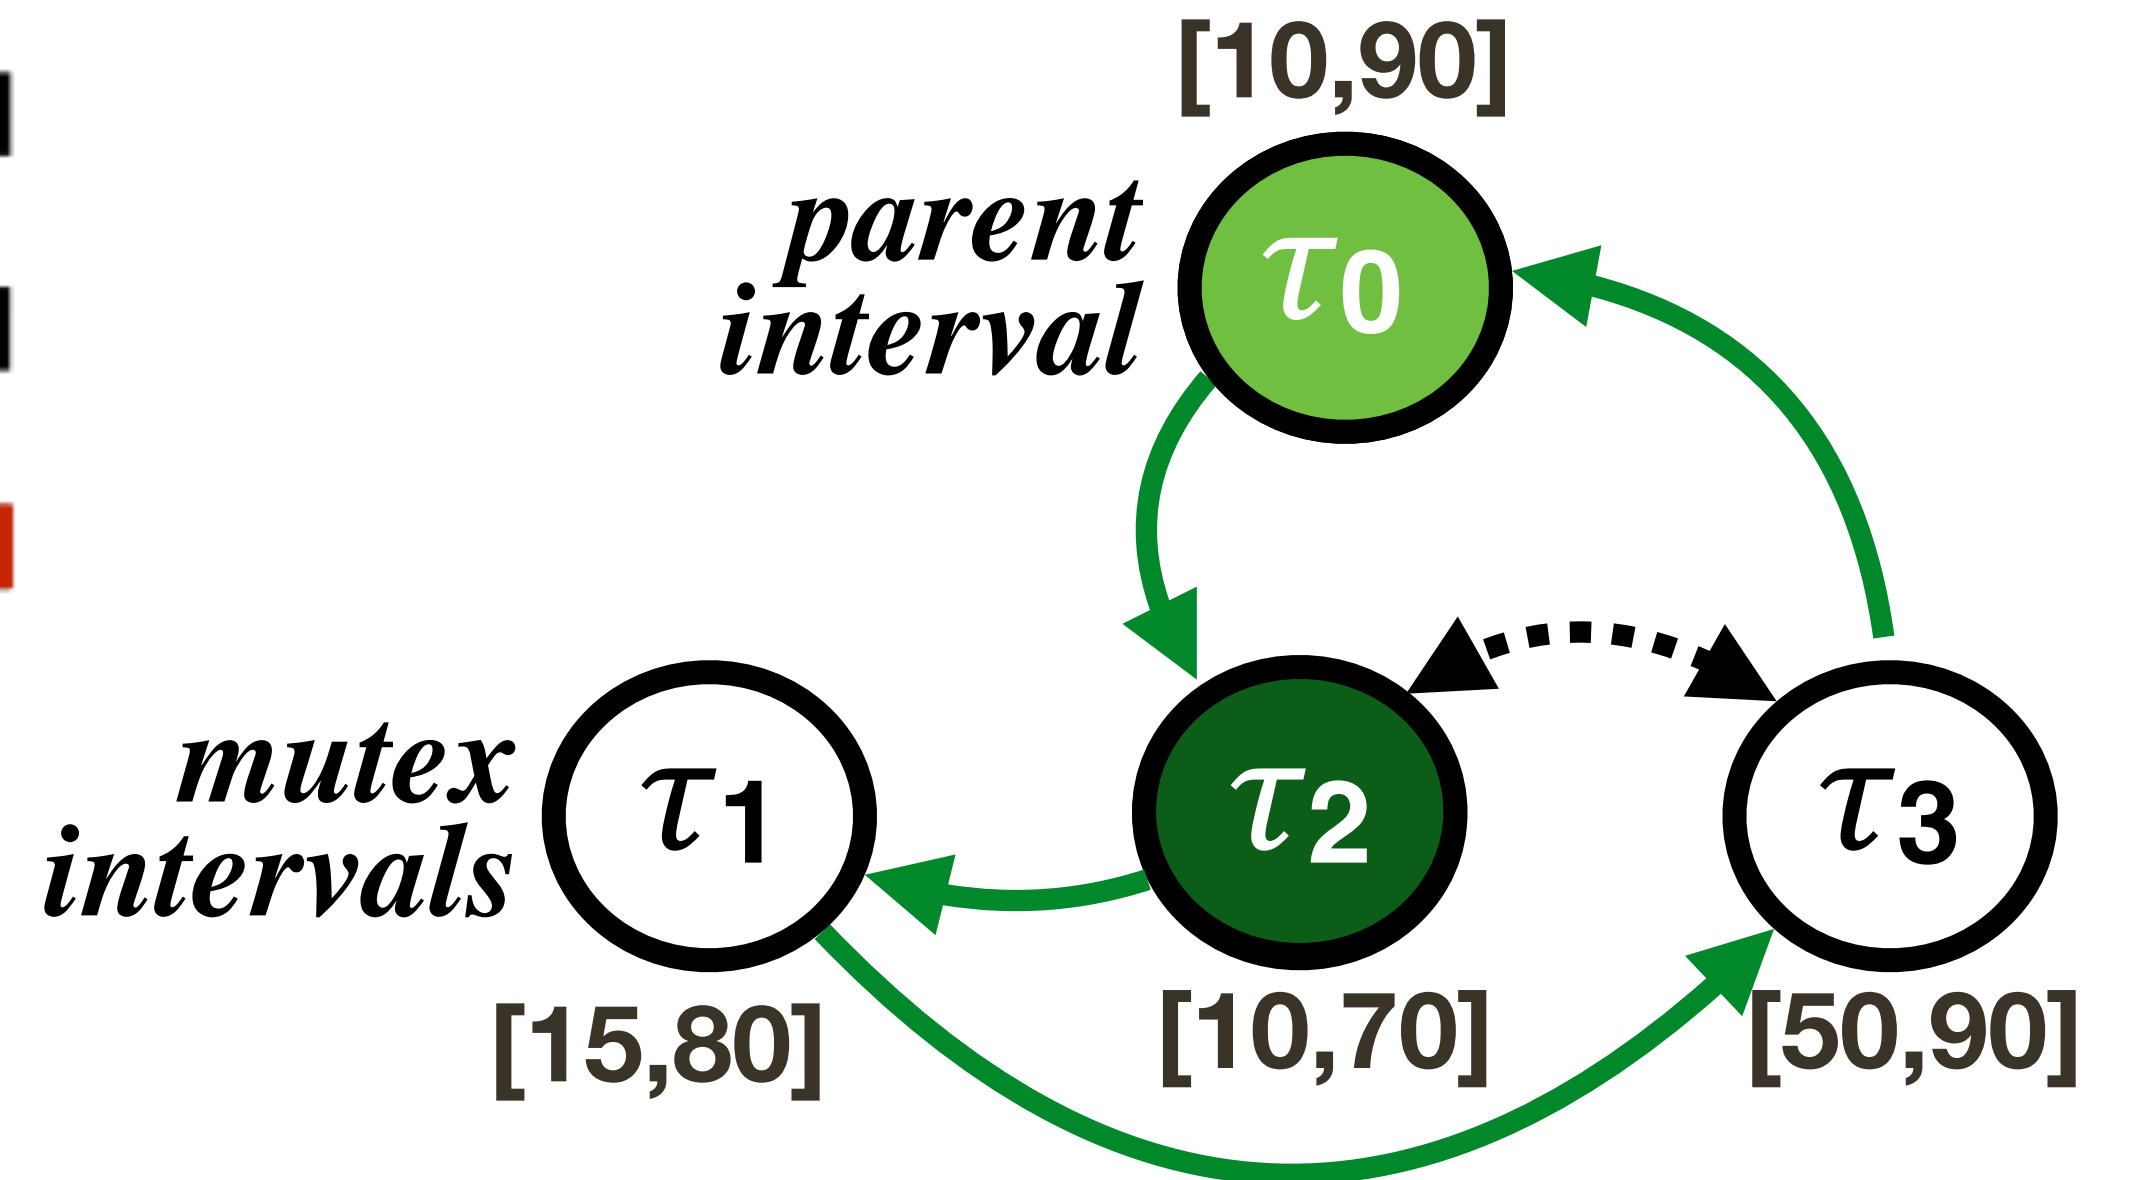 [10,90]
parent
interval
τ0
mutex
intervals
τ1
τ2
τ3
[15,80]
[10,70]
[50,90]